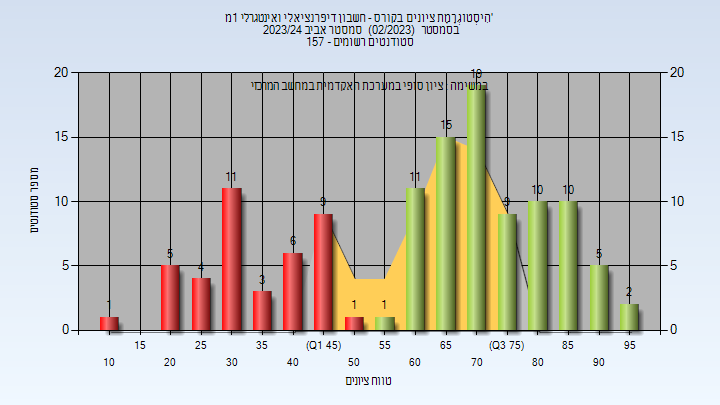 היסטוגרמת ציונים בקורס - חשבון דיפרנציאלי ואינטגרלי 1מ'
בסמסטר (02/2023) סמסטר אביב 2023/24
סטודנטים רשומים - 157
במשימה: ציון סופי במערכת האקדמית במחשב המרכזי
20 19 20
15 15 15
10 11 11 10 10 10
9 9
5 5 4 6 5 5
3
1 1 1 2
0 0
15 25 35 (Q1 45) 55 65 (Q3 75) 85 95
10 20 30 40 50 60 70 80 90
מספר סטודנטים
טווח ציונים